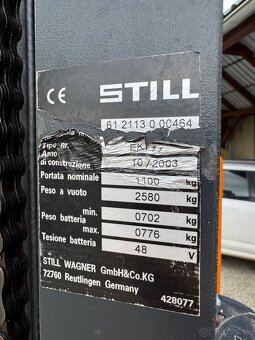 CE STILL
61 2113 0 00464
Tipo nr.
Anno
di costruzione 10/2003
Portata nominale 1100 kg
Peso a vuoto 2580 kg
min.
Peso batteria 0702 kg
max. 0776 kg
Tesione batteria 48 V
STILL WAGNER GmbH&Co.KG
72760 Reutlingen Germany
428077